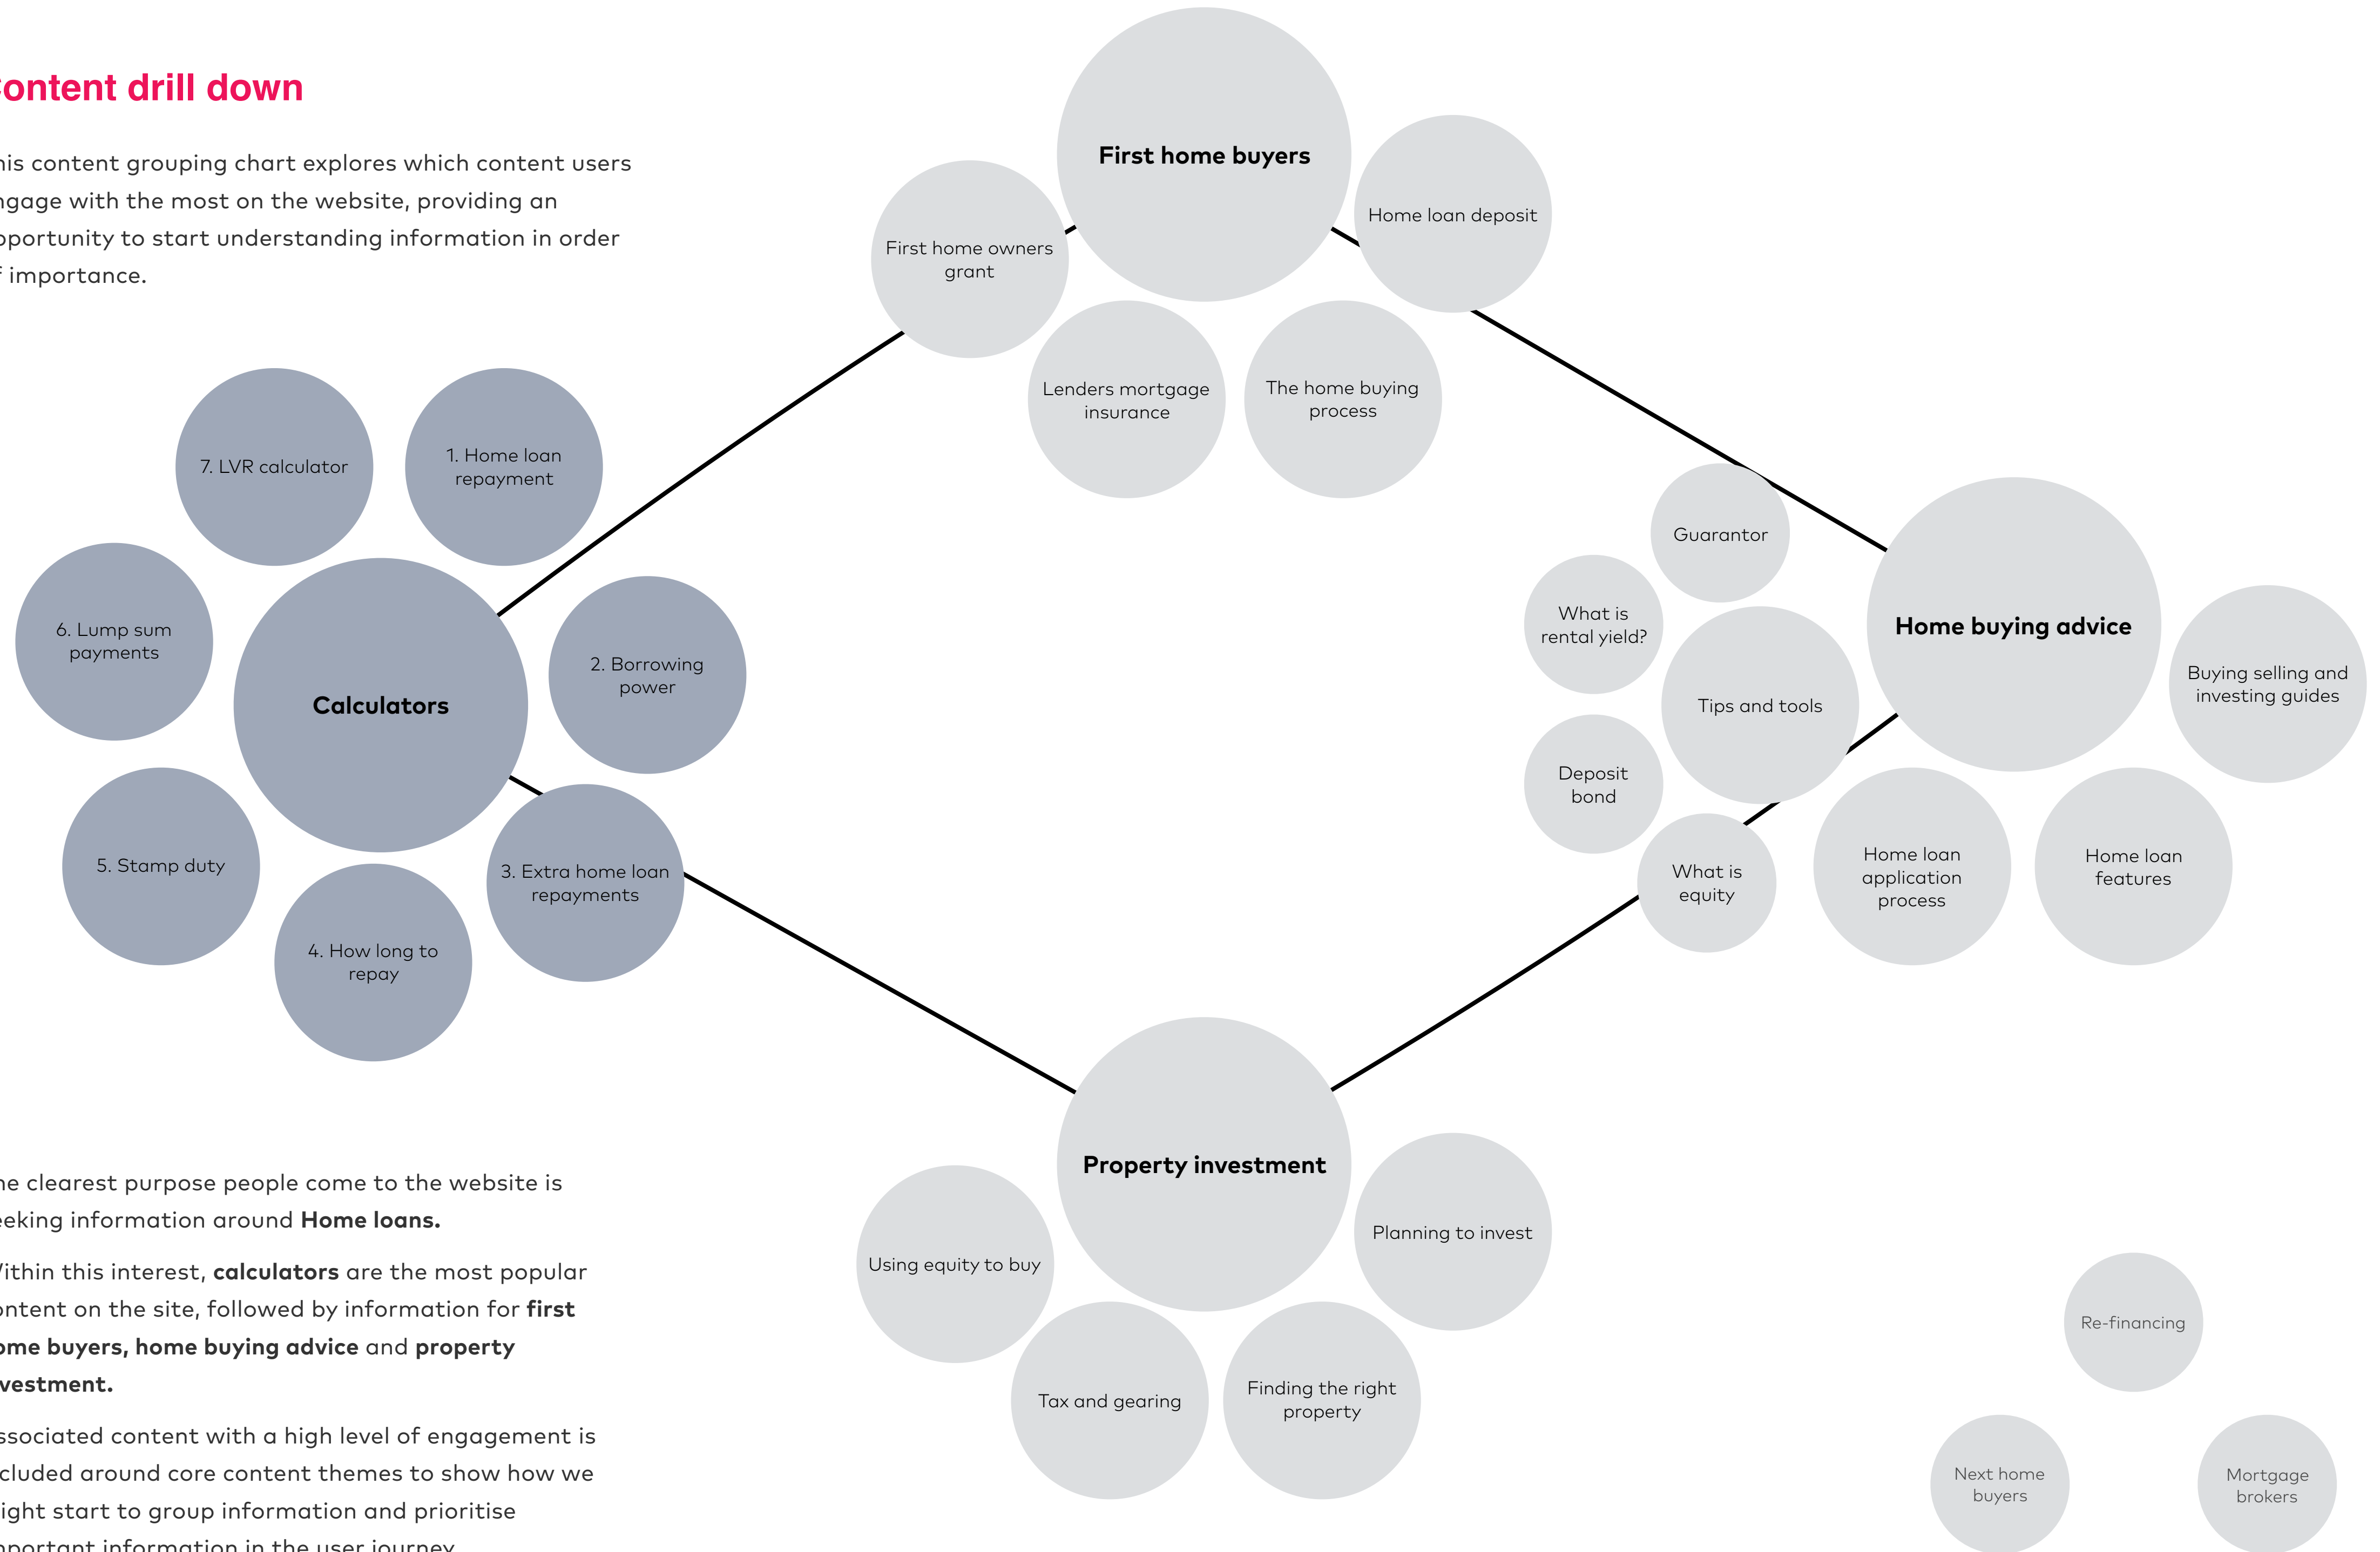 Content drill down
his content grouping chart explores which content users
ngage with the most on the website, providing an
pportunity to start understanding information in order
f importance.
First home buyers
Home loan deposit
First home owners
grant
Lenders mortgage
insurance
The home buying
process
7. LVR calculator
1. Home loan
repayment
6. Lump sum
payments
Calculators
2. Borrowing
power
5. Stamp duty
3. Extra home loan
repayments
4. How long to
repay
Guarantor
What is
rental yield?
Home buying advice
Tips and tools
Buying selling and
investing guides
Deposit
bond
What is
equity
Home loan
application
process
Home loan
features
Property investment
Using equity to buy
Planning to invest
Tax and gearing
Finding the right
property
Re-financing
Next home
buyers
Mortgage
brokers
he clearest purpose people come to the website is
eeking information around Home loans.
Within this interest, calculators are the most popular
ontent on the site, followed by information for first
ome buyers, home buying advice and property
vestment.
ssociated content with a high level of engagement is
cluded around core content themes to show how we
ight start to group information and prioritise
mportant information in the user journey